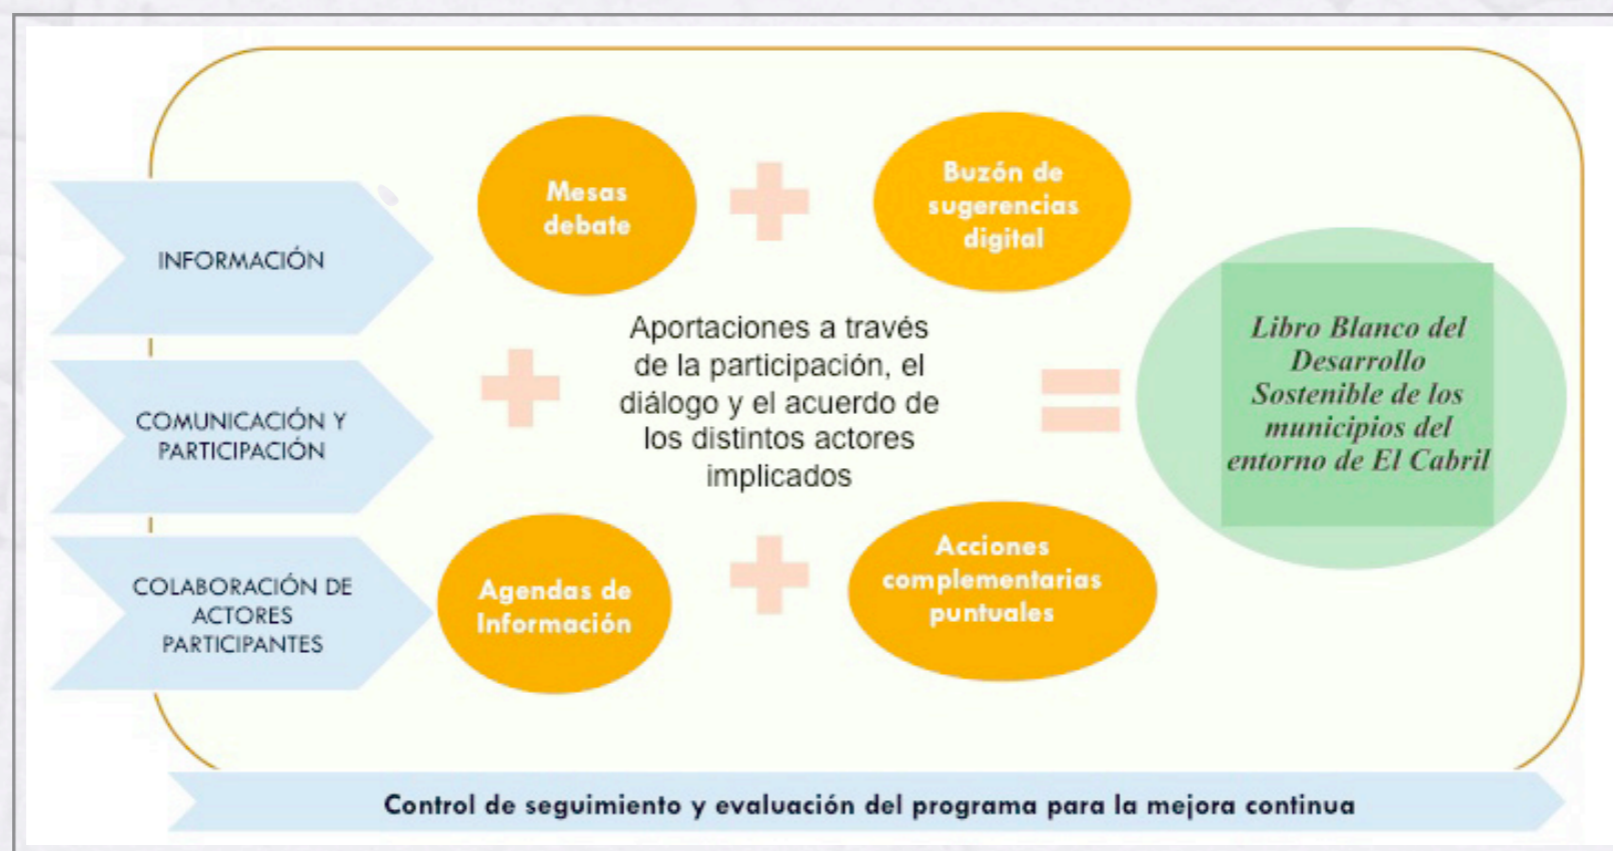 INFORMACIÓN
COMUNICACIÓN Y
PARTICIPACIÓN
COLABORACIÓN DE
ACTORES
PARTICIPANTES
Mesas
debate
Buzón de
sugerencias
digital
Aportaciones a través
de la participación, el
diálogo y el acuerdo de
los distintos actores
implicados
Agendas de
Información
Acciones
complementarias
puntuales
Libro Blanco del
Desarrollo
Sostenible de los
municipios del
entorno de El Cabril
Control de seguimiento y evaluación del programa para la mejora continua